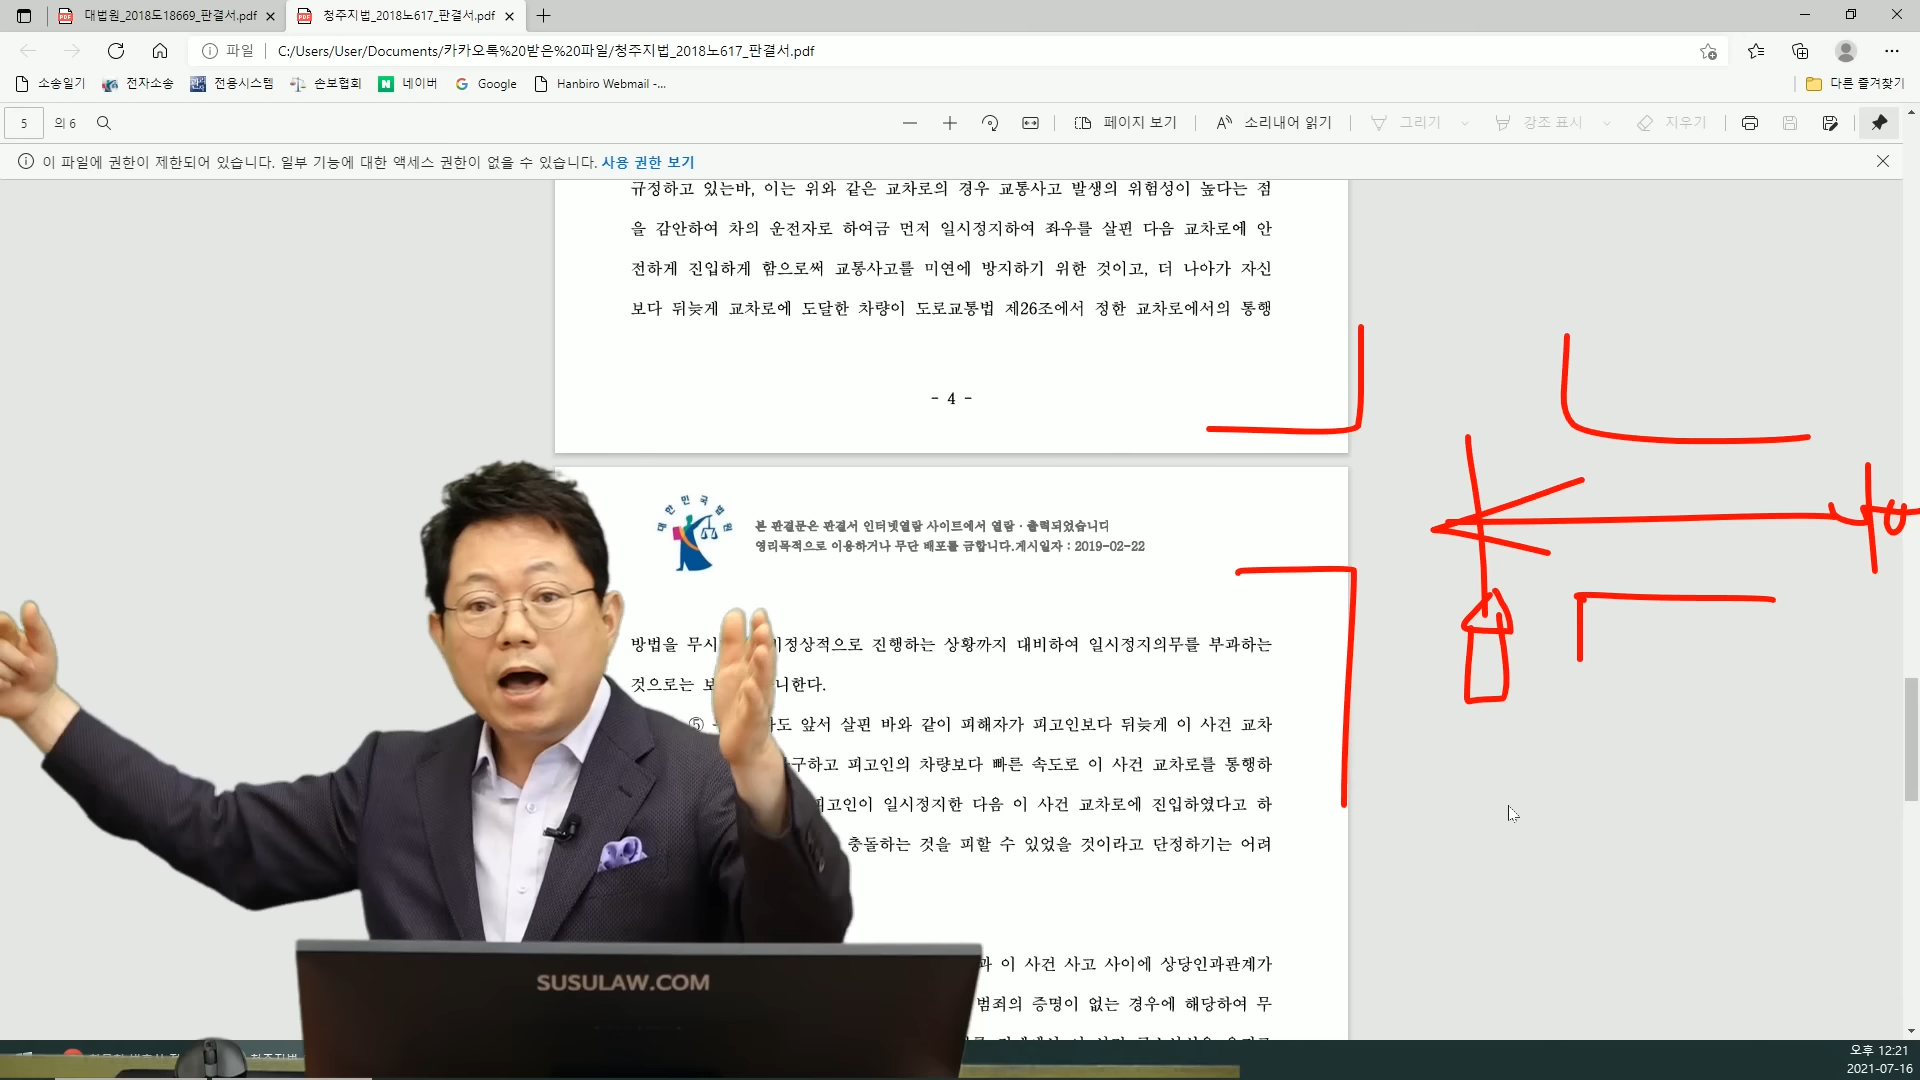 대법원_2018도18669_판결서.pdf
청주지법_2018노617_판결서.pdf
파일
C:/Users/User/Documents/카카오톡%20받은%20파일/청주지법_2018노617_판결서.pdf
소송일기
전자소송
전용시스템
손보협회
네이버
Google
Hanbiro Webmail -...
다른 즐겨찾기
5
의 6
페이지 보기
소리내어 읽기
그리기
강조 표시
지우기
이 파일에 권한이 제한되어 있습니다. 일부 기능에 대한 액세스 권한이 없을 수 있습니다. 사용 권한 보기
규정하고 있는바, 이는 위와 같은 교차로의 경우 교통사고 발생의 위험성이 높다는 점
을 감안하여 차의 운전자로 하여금 먼저 일시정지하여 좌우를 살핀 다음 교차로에 안
전하게 진입하게 함으로써 교통사고를 미연에 방지하기 위한 것이고, 더 나아가 자신
보다 뒤늦게 교차로에 도달한 차량이 도로교통법 제26조에서 정한 교차로에서의 통행
- 4 -
대한민국법원
본 판결문은 판결서 인터넷열람 사이트에서 열람 · 출력되었습니다
영리목적으로 이용하거나 무단 배포를 금합니다.게시일자 : 2019-02-22
방법을 무시 비정상적으로 진행하는 상황까지 대비하여 일시정지의무를 부과하는
것으로는 보 니한다.
⑤ 도 앞서 살핀 바와 같이 피해자가 피고인보다 뒤늦게 이 사건 교차
구하고 피고인의 차량보다 빠른 속도로 이 사건 교차로를 통행하
피고인이 일시정지한 다음 이 사건 교차로에 진입하였다고 하
충돌하는 것을 피할 수 있었을 것이라고 단정하기는 어려
과 이 사건 사고 사이에 상당인과관계가
범죄의 증명이 없는 경우에 해당하여 무
SUSULAW.COM
오후 12:21
2021-07-16